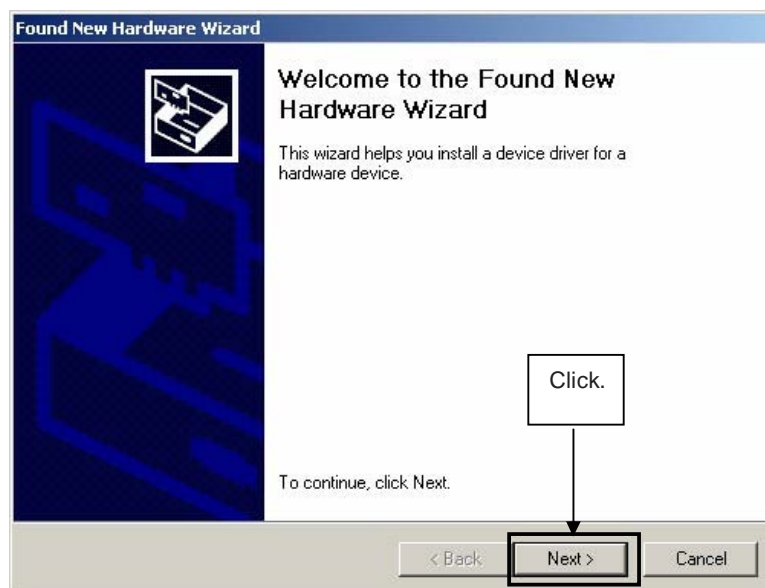 Found New Hardware Wizard
Welcome to the Found New
Hardware Wizard
This wizard helps you install a device driver for a
hardware device.
Click.
To continue, click Next.
< Back
Next >
Cancel